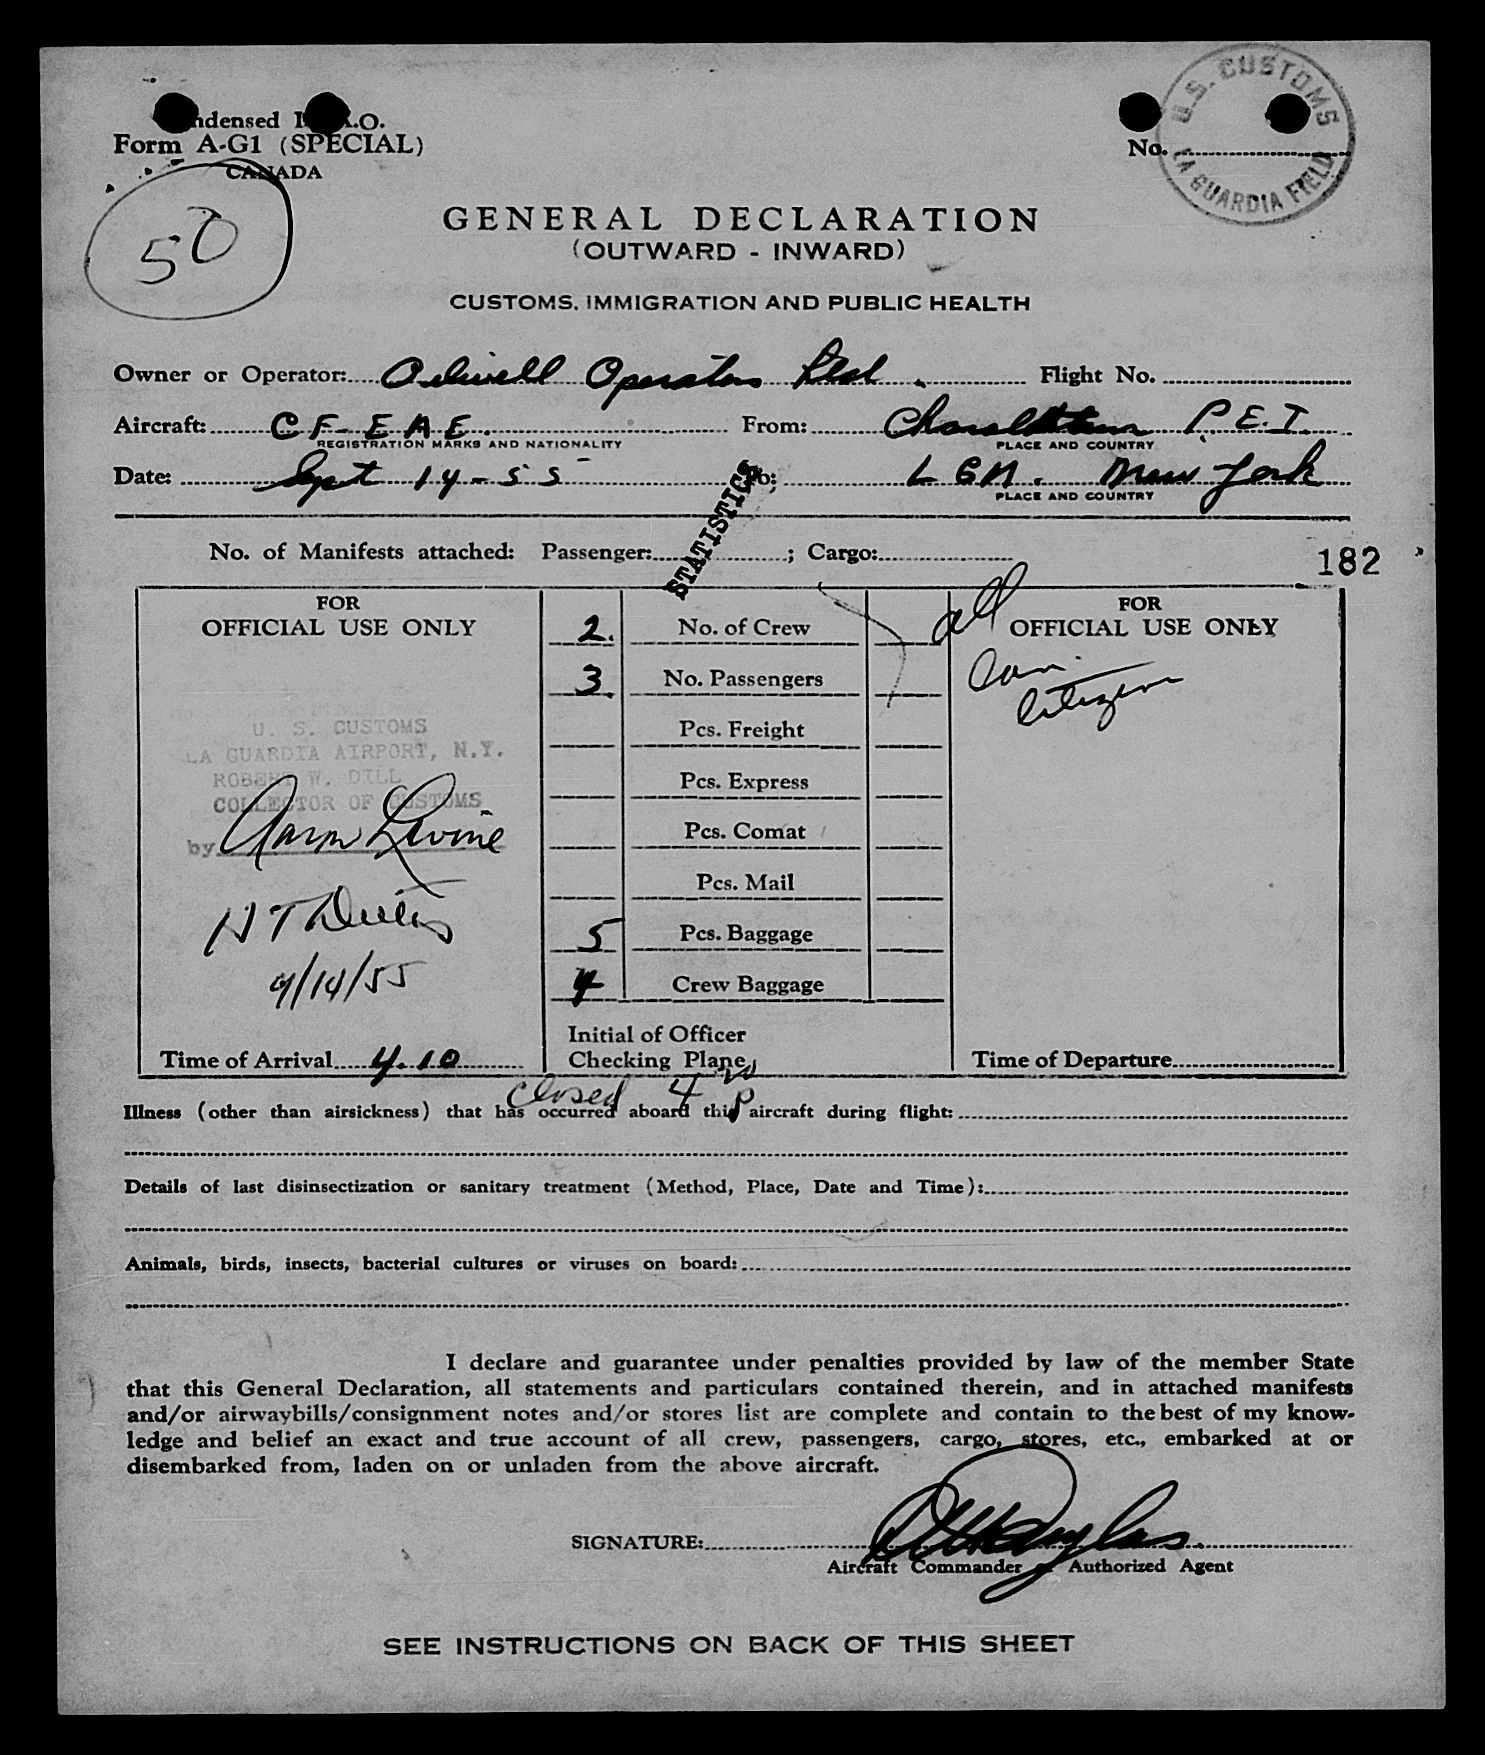 Condensed I.C.A.O.
Form A-G1 (SPECIAL)
CANADA
No.
U.S. CUSTOMS
LA GUARDIA FIELD
50
GENERAL DECLARATION
(OUTWARD - INWARD)
CUSTOMS, IMMIGRATION AND PUBLIC HEALTH
Owner or Operator: Oilwell Operators Ltd. Flight No.
Aircraft: CF-EAE. From: Charlottetown P.E.I.
REGISTRATION MARKS AND NATIONALITY PLACE AND COUNTRY
Date: Sept 14-55 To: LGA. New York
PLACE AND COUNTRY
STATISTICS
No. of Manifests attached: Passenger: ; Cargo:
182
FOR
OFFICIAL USE ONLY
2. No. of Crew
3. No. Passengers
Pcs. Freight
Pcs. Express
Pcs. Comat
Pcs. Mail
5 Pcs. Baggage
4 Crew Baggage
FOR
OFFICIAL USE ONLY
all
Can.
Citizens
U. S. CUSTOMS
LA GUARDIA AIRPORT, N.Y.
ROBERT W. DILL
COLLECTOR OF CUSTOMS
by Aaron Levine
9/14/55
Time of Arrival 4.10
Initial of Officer
Checking Plane
Time of Departure
closed 4 20 P
Illness (other than airsickness) that has occurred aboard this aircraft during flight:
Details of last disinsectization or sanitary treatment (Method, Place, Date and Time):
Animals, birds, insects, bacterial cultures or viruses on board:
I declare and guarantee under penalties provided by law of the member State
that this General Declaration, all statements and particulars contained therein, and in attached manifests
and/or airwaybills/consignment notes and/or stores list are complete and contain to the best of my know-
ledge and belief an exact and true account of all crew, passengers, cargo, stores, etc., embarked at or
disembarked from, laden on or unladen from the above aircraft.
SIGNATURE: Douglas
Aircraft Commander or Authorized Agent
SEE INSTRUCTIONS ON BACK OF THIS SHEET